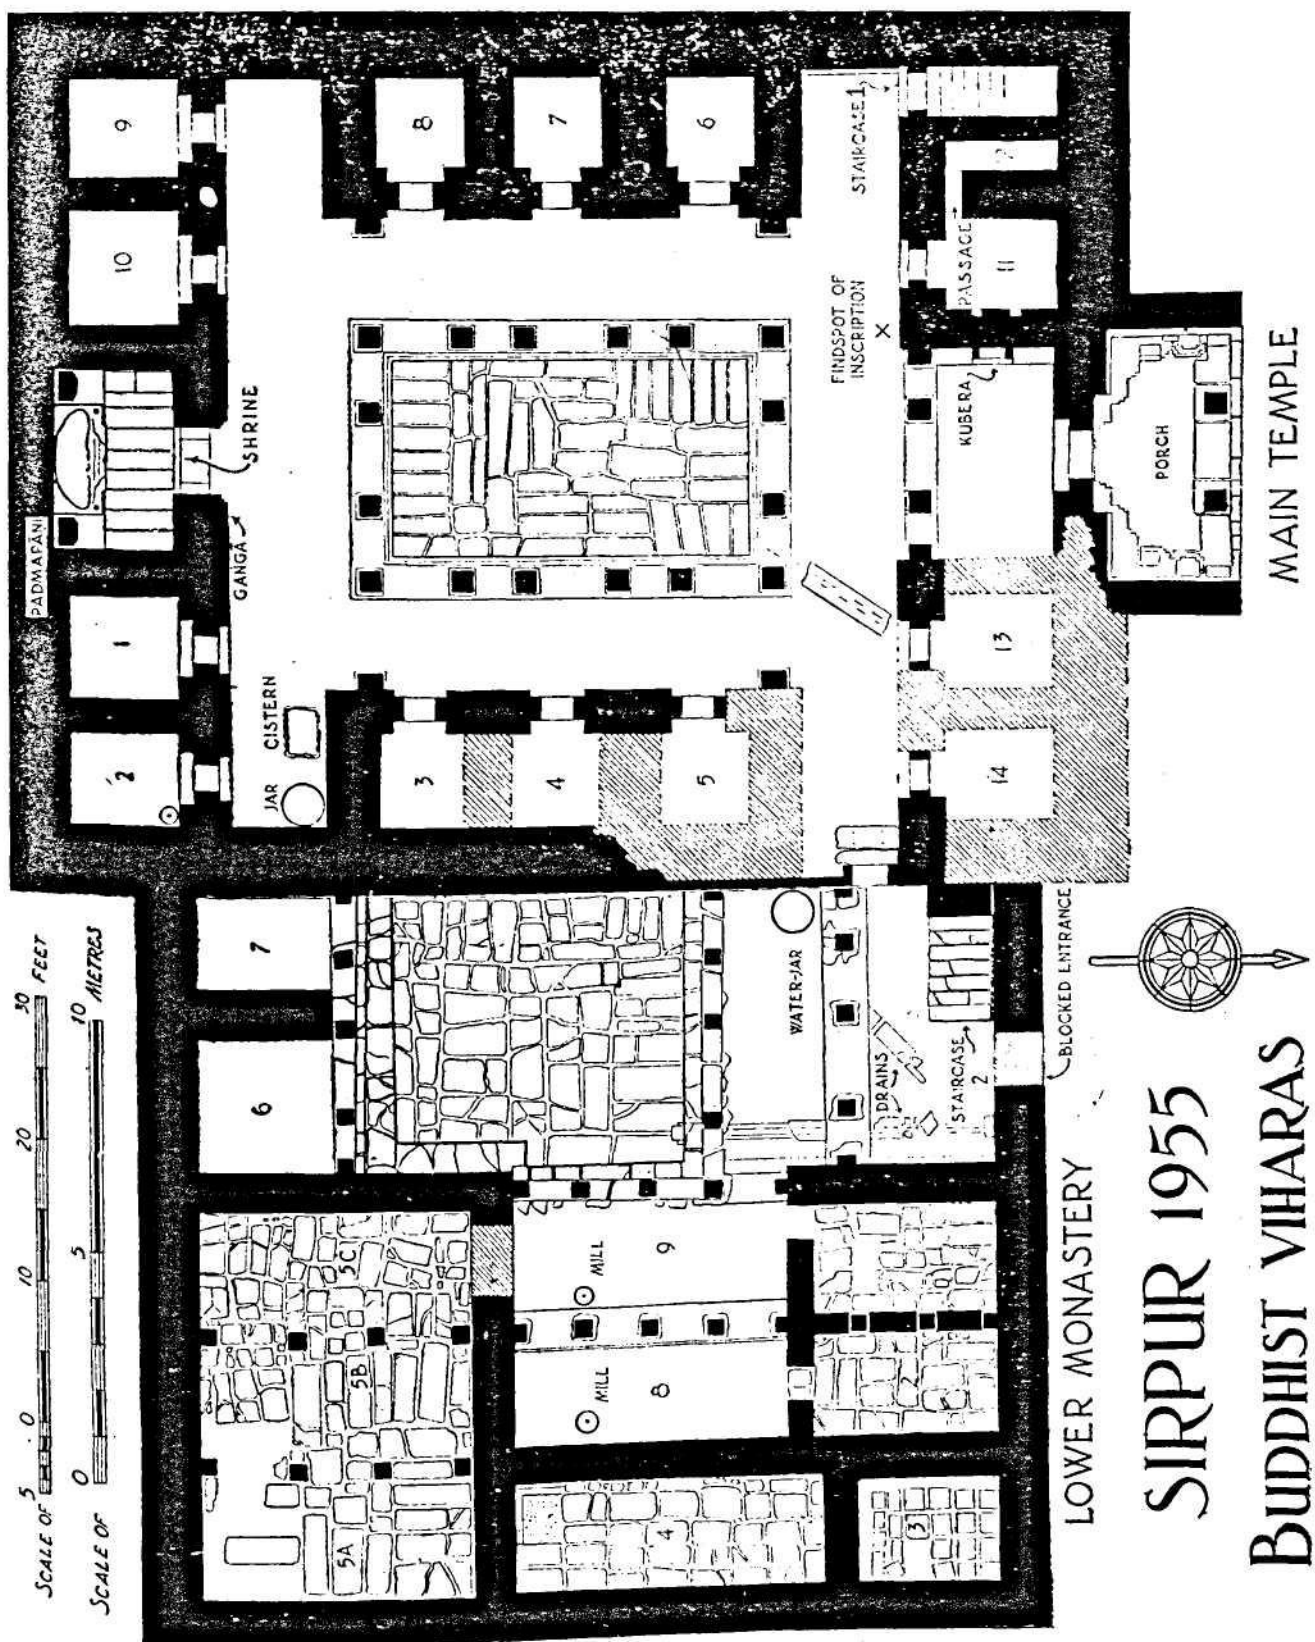 SCALE OF 5 0 10 20 30 FEET
SCALE OF 0 5 10 METRES
PADMAPĀṆI
9
10
1
2
SHRINE
GANGĀ
CISTERN
JAR
8
7
6
3
4
5
STAIRCASE 1
FINDSPOT OF
INSCRIPTION
X
PASSAGE
11
KUBERA
PORCH
13
14
MAIN TEMPLE
7
6
WATER-JAR
DRAINS
STAIRCASE
2
BLOCKED ENTRANCE
5C
5B
5A
MILL
9
MILL
8
4
3
LOWER MONASTERY
SIRPUR 1955
BUDDHIST VIHARAS